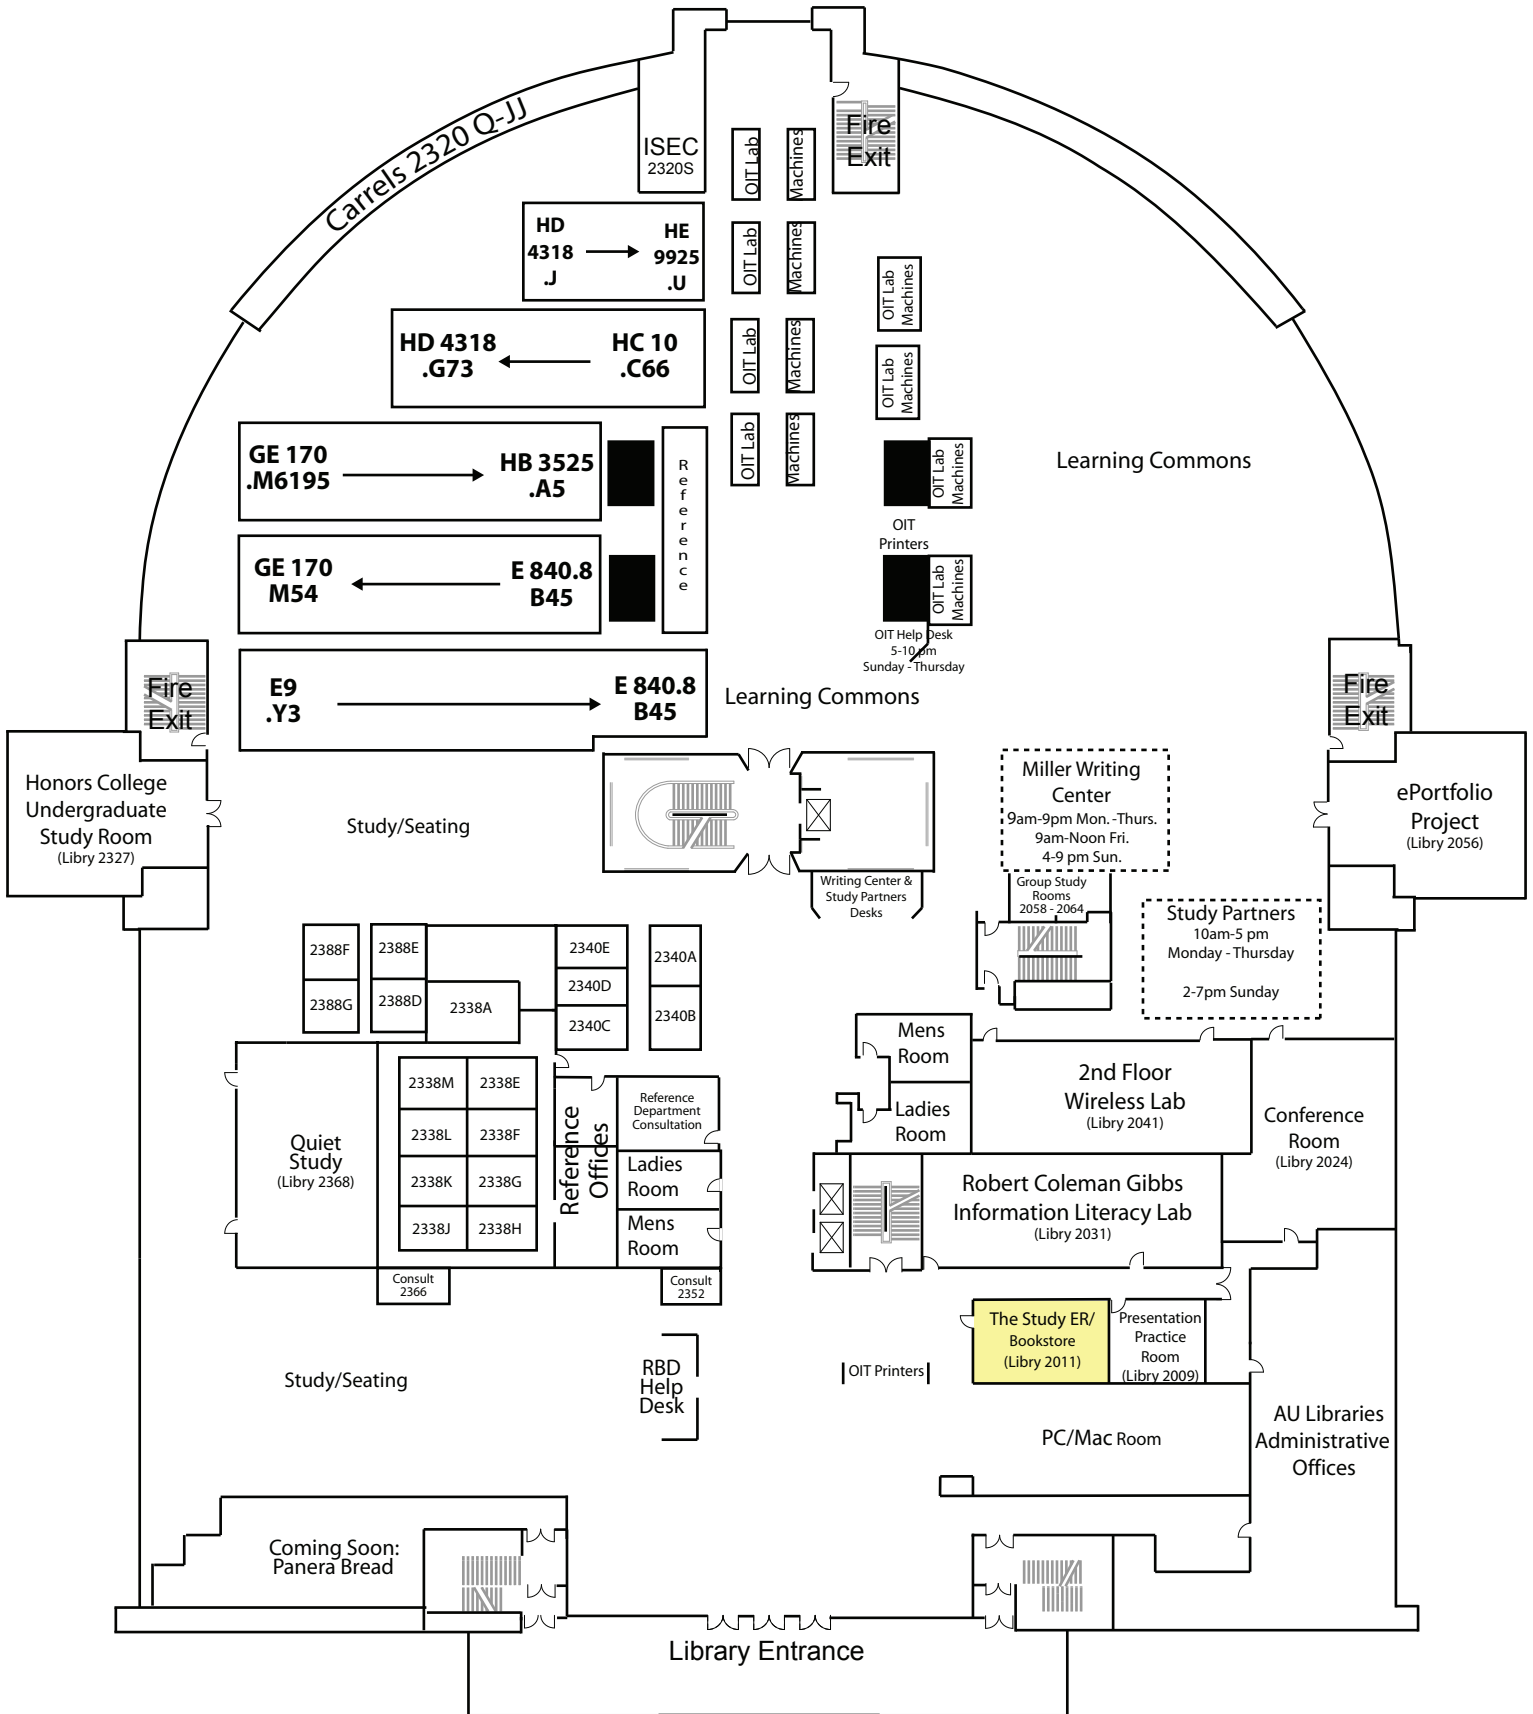 Carrels 2320 Q-JJ
ISEC
2320S
Fire
Exit
OIT Lab
Machines
OIT Lab
Machines
OIT Lab
Machines
OIT Lab
Machines
OIT Lab
Machines
OIT Lab
Machines
OIT Lab
Machines
OIT Lab
Machines
HD
4318
.J
HE
9925
.U
HD 4318
.G73
HC 10
.C66
GE 170
.M6195
HB 3525
.A5
Reference
Learning Commons
OIT
Printers
GE 170
M54
E 840.8
B45
OIT Help Desk
5-10 pm
Sunday - Thursday
E9
.Y3
E 840.8
B45
Learning Commons
Fire
Exit
Fire
Exit
Honors College
Undergraduate
Study Room
(Libry 2327)
Study/Seating
Miller Writing
Center
9am-9pm Mon. -Thurs.
9am-Noon Fri.
4-9 pm Sun.
ePortfolio
Project
(Libry 2056)
Writing Center &
Study Partners
Desks
Group Study
Rooms
2058 - 2064
Study Partners
10am-5 pm
Monday - Thursday
2-7pm Sunday
2388F
2388E
2340E
2340A
2388G
2388D
2338A
2340D
2340C
2340B
Mens
Room
Ladies
Room
2nd Floor
Wireless Lab
(Libry 2041)
Conference
Room
(Libry 2024)
Quiet
Study
(Libry 2368)
2338M
2338E
2338L
2338F
2338K
2338G
2338J
2338H
Reference
Offices
Reference
Department
Consultation
Ladies
Room
Mens
Room
Robert Coleman Gibbs
Information Literacy Lab
(Libry 2031)
Consult
2366
Consult
2352
The Study ER/
Bookstore
(Libry 2011)
Presentation
Practice
Room
(Libry 2009)
Study/Seating
RBD
Help
Desk
OIT Printers
PC/Mac Room
AU Libraries
Administrative
Offices
Coming Soon:
Panera Bread
Library Entrance